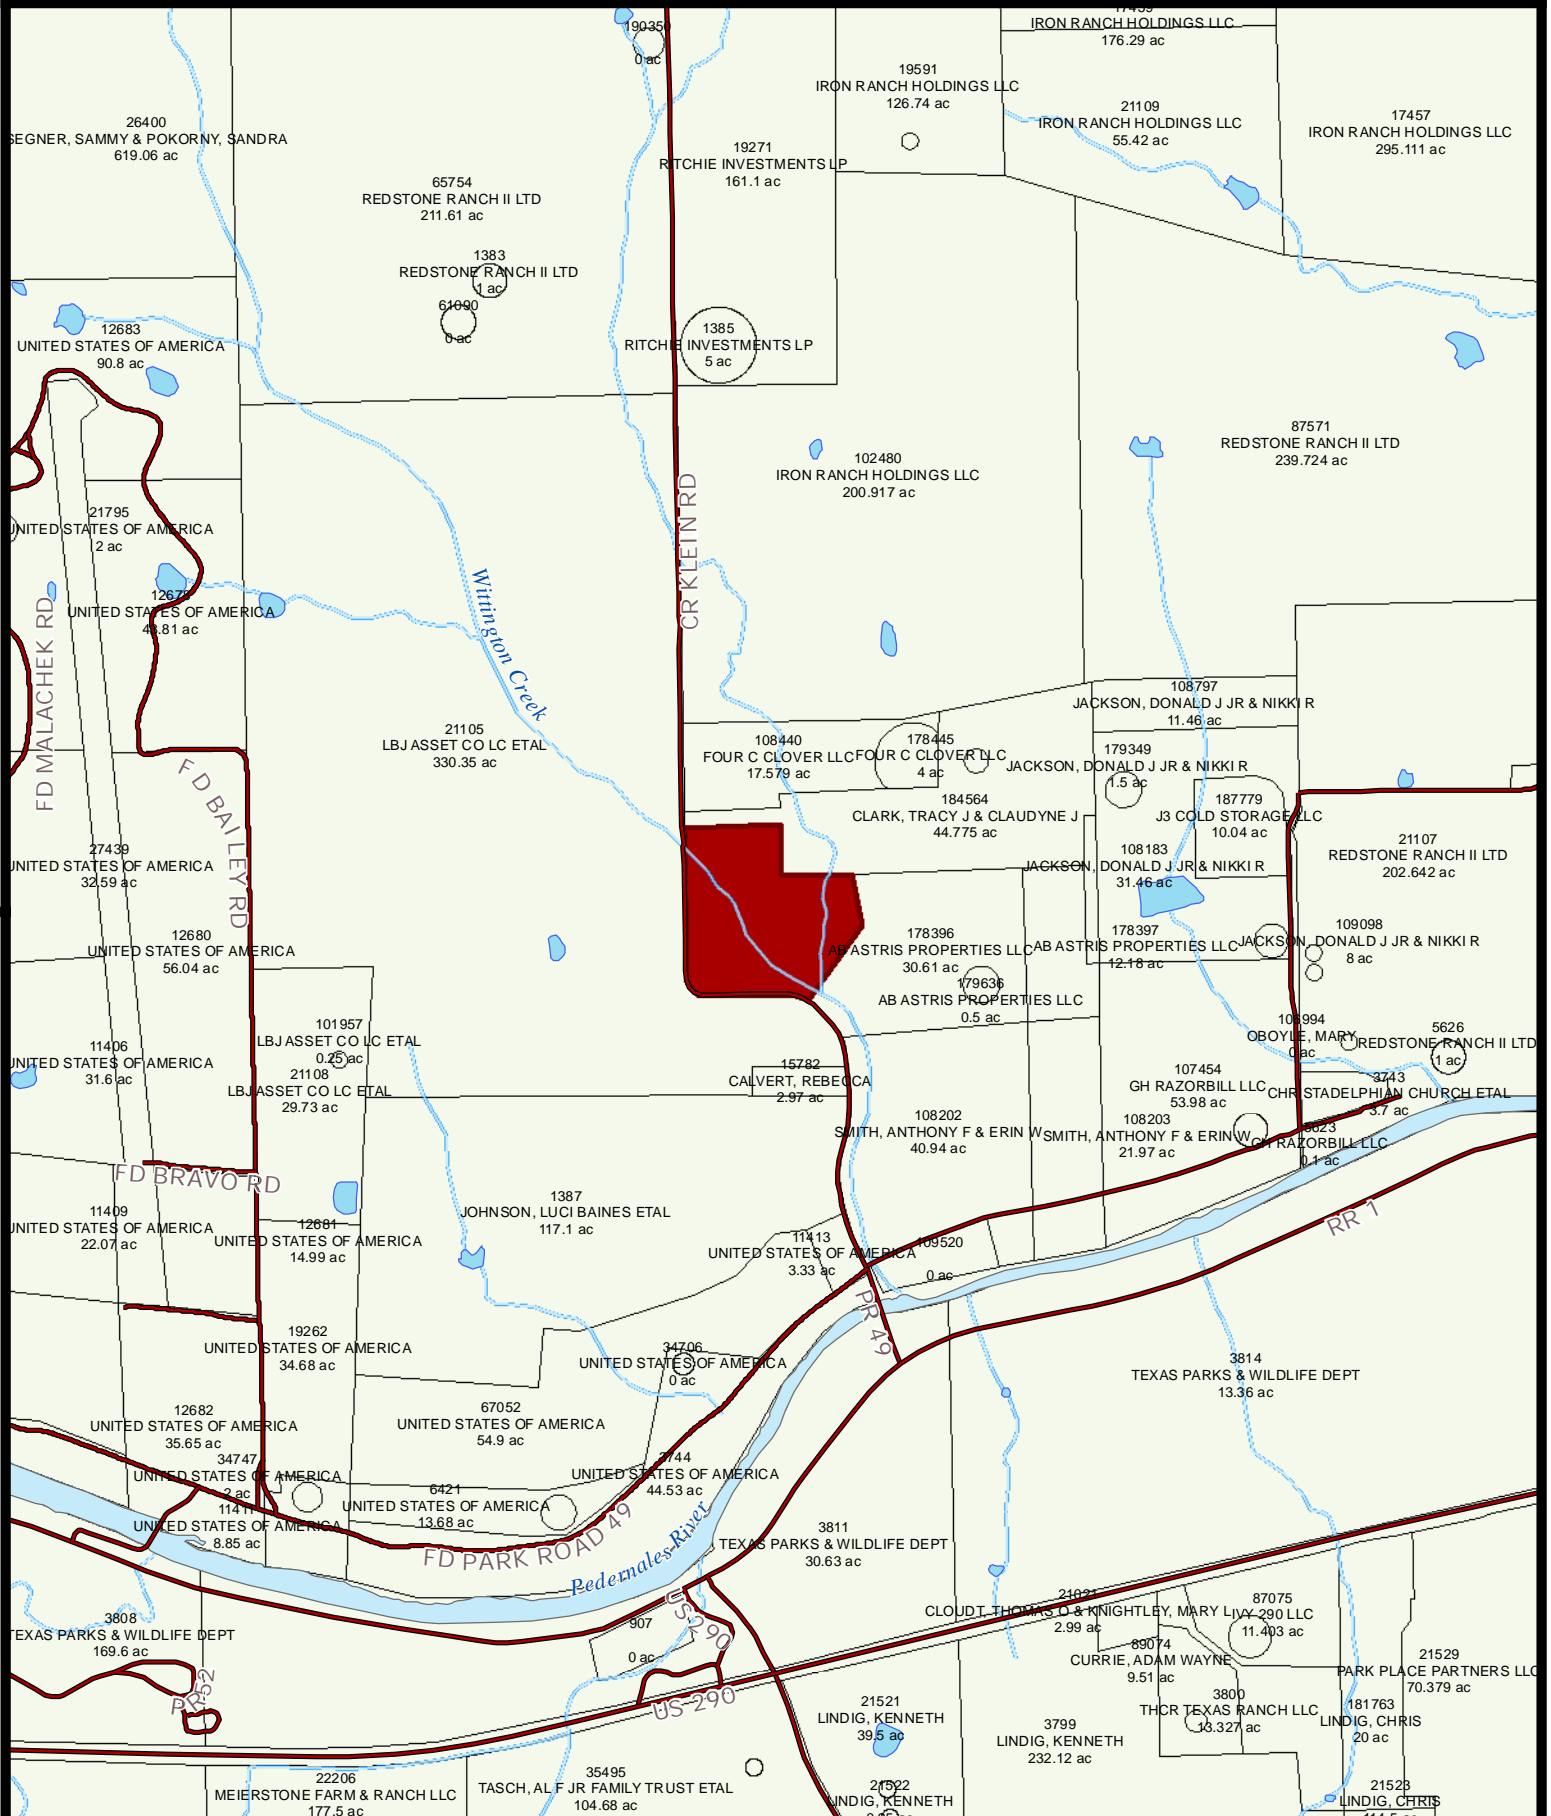 17459
IRON RANCH HOLDINGS LLC
176.29 ac
190350
0 ac
19591
IRON RANCH HOLDINGS LLC
126.74 ac
21109
IRON RANCH HOLDINGS LLC
55.42 ac
17457
IRON RANCH HOLDINGS LLC
295.111 ac
26400
SEGNER, SAMMY & POKORNY, SANDRA
619.06 ac
19271
RITCHIE INVESTMENTS LP
161.1 ac
65754
REDSTONE RANCH II LTD
211.61 ac
1383
REDSTONE RANCH II LTD
1 ac
61090
0 ac
12683
UNITED STATES OF AMERICA
90.8 ac
1385
RITCHIE INVESTMENTS LP
5 ac
87571
REDSTONE RANCH II LTD
239.724 ac
102480
IRON RANCH HOLDINGS LLC
200.917 ac
CR KLEIN RD
21795
UNITED STATES OF AMERICA
2 ac
Wittington Creek
UNITED STATES OF AMERICA
43.81 ac
FD MALACHEK RD
108797
JACKSON, DONALD J JR & NIKKI R
11.46 ac
21105
LBJ ASSET CO LC ETAL
330.35 ac
108440
FOUR C CLOVER LLC
17.579 ac
178445
FOUR C CLOVER LLC
4 ac
179349
JACKSON, DONALD J JR & NIKKI R
1.5 ac
FD BAILEY RD
184564
CLARK, TRACY J & CLAUDYNE J
44.775 ac
187779
J3 COLD STORAGE LLC
10.04 ac
27439
UNITED STATES OF AMERICA
32.59 ac
108183
JACKSON, DONALD J JR & NIKKI R
31.46 ac
21107
REDSTONE RANCH II LTD
202.642 ac
12680
UNITED STATES OF AMERICA
56.04 ac
178396
AB ASTRIS PROPERTIES LLC
30.61 ac
178397
AB ASTRIS PROPERTIES LLC
12.18 ac
109098
JACKSON, DONALD J JR & NIKKI R
8 ac
179636
AB ASTRIS PROPERTIES LLC
0.5 ac
101957
LBJ ASSET CO LC ETAL
0.25 ac
106994
OBOYLE, MARY
0 ac
5626
REDSTONE RANCH II LTD
1 ac
11406
UNITED STATES OF AMERICA
31.6 ac
21108
LBJ ASSET CO LC ETAL
29.73 ac
15782
CALVERT, REBECCA
2.97 ac
107454
GH RAZORBILL LLC
53.98 ac
3743
CHRISTADELPHIAN CHURCH ETAL
3.7 ac
108202
SMITH, ANTHONY F & ERIN W
40.94 ac
108203
SMITH, ANTHONY F & ERIN W
21.97 ac
GH RAZORBILL LLC
0.1 ac
FD BRAVO RD
11409
UNITED STATES OF AMERICA
22.07 ac
12681
UNITED STATES OF AMERICA
14.99 ac
1387
JOHNSON, LUCI BAINES ETAL
117.1 ac
RR 1
11413
UNITED STATES OF AMERICA
3.33 ac
109520
0 ac
PR 49
19262
UNITED STATES OF AMERICA
34.68 ac
34706
UNITED STATES OF AMERICA
0 ac
3814
TEXAS PARKS & WILDLIFE DEPT
13.36 ac
12682
UNITED STATES OF AMERICA
35.65 ac
67052
UNITED STATES OF AMERICA
54.9 ac
34747
UNITED STATES OF AMERICA
2 ac
3744
UNITED STATES OF AMERICA
44.53 ac
6421
UNITED STATES OF AMERICA
13.68 ac
11411
UNITED STATES OF AMERICA
8.85 ac
FD PARK ROAD 49
Pedernales River
3811
TEXAS PARKS & WILDLIFE DEPT
30.63 ac
3808
TEXAS PARKS & WILDLIFE DEPT
169.6 ac
907
0 ac
US 290
21021
CLOUDT, THOMAS O & KNIGHTLEY, MARY L
2.99 ac
87075
IVY 290 LLC
11.403 ac
89074
CURRIE, ADAM WAYNE
9.51 ac
21529
PARK PLACE PARTNERS LLC
70.379 ac
PR 52
US 290
21521
LINDIG, KENNETH
39.5 ac
3799
LINDIG, KENNETH
232.12 ac
3800
THCR TEXAS RANCH LLC
13.327 ac
181763
LINDIG, CHRIS
20 ac
22206
MEIERSTONE FARM & RANCH LLC
177.5 ac
35495
TASCH, AL F JR FAMILY TRUST ETAL
104.68 ac
21522
LINDIG, KENNETH
21523
LINDIG, CHRIS